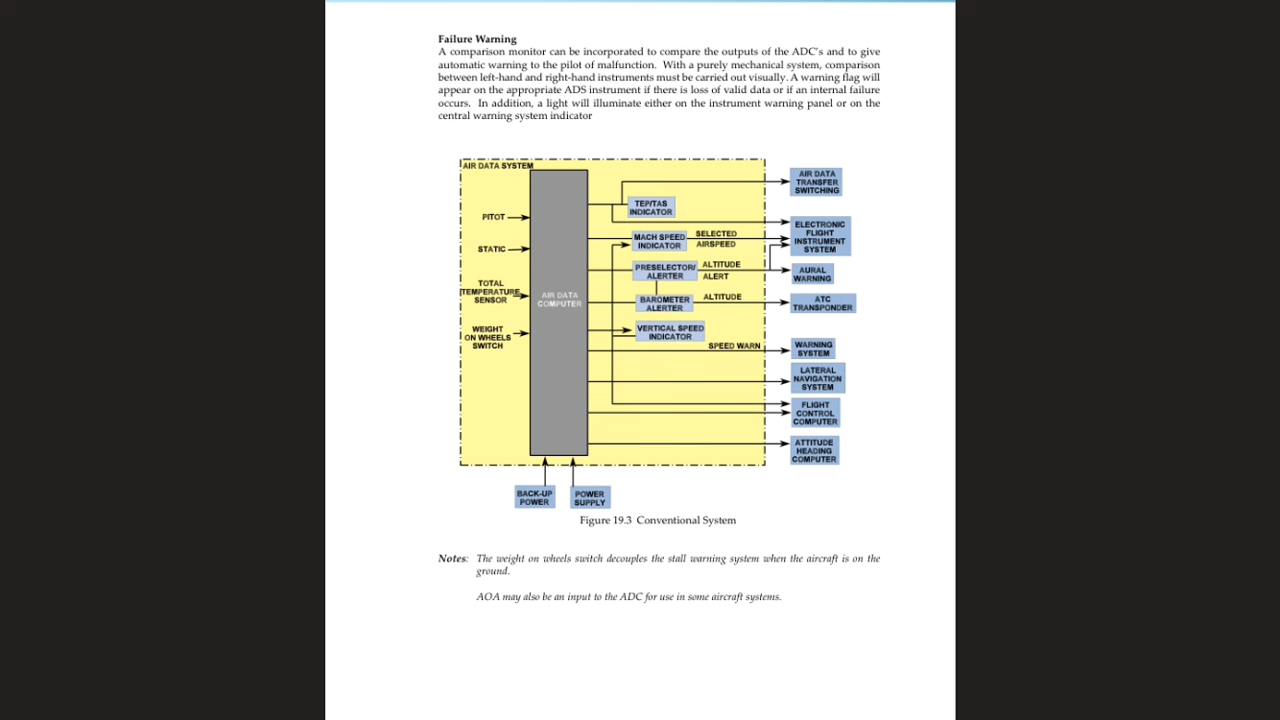 Failure Warning
A comparison monitor can be incorporated to compare the outputs of the ADC's and to give
automatic warning to the pilot of malfunction. With a purely mechanical system, comparison
between left-hand and right-hand instruments must be carried out visually. A warning flag will
appear on the appropriate ADS instrument if there is loss of valid data or if an internal failure
occurs. In addition, a light will illuminate either on the instrument warning panel or on the
central warning system indicator
AIR DATA SYSTEM
PITOT
STATIC
TOTAL
TEMPERATURE
SENSOR
WEIGHT
ON WHEELS
SWITCH
AIR DATA
COMPUTER
TEP/TAS
INDICATOR
MACH SPEED
INDICATOR
SELECTED
AIRSPEED
PRESELECTOR/
ALERTER
ALTITUDE
ALERT
BAROMETER
ALERTER
ALTITUDE
VERTICAL SPEED
INDICATOR
SPEED WARN
AIR DATA
TRANSFER
SWITCHING
ELECTRONIC
FLIGHT
INSTRUMENT
SYSTEM
AURAL
WARNING
ATC
TRANSPONDER
WARNING
SYSTEM
LATERAL
NAVIGATION
SYSTEM
FLIGHT
CONTROL
COMPUTER
ATTITUDE
HEADING
COMPUTER
BACK-UP
POWER
POWER
SUPPLY
Figure 19.3 Conventional System
Notes: The weight on wheels switch decouples the stall warning system when the aircraft is on the
ground.
AOA may also be an input to the ADC for use in some aircraft systems.